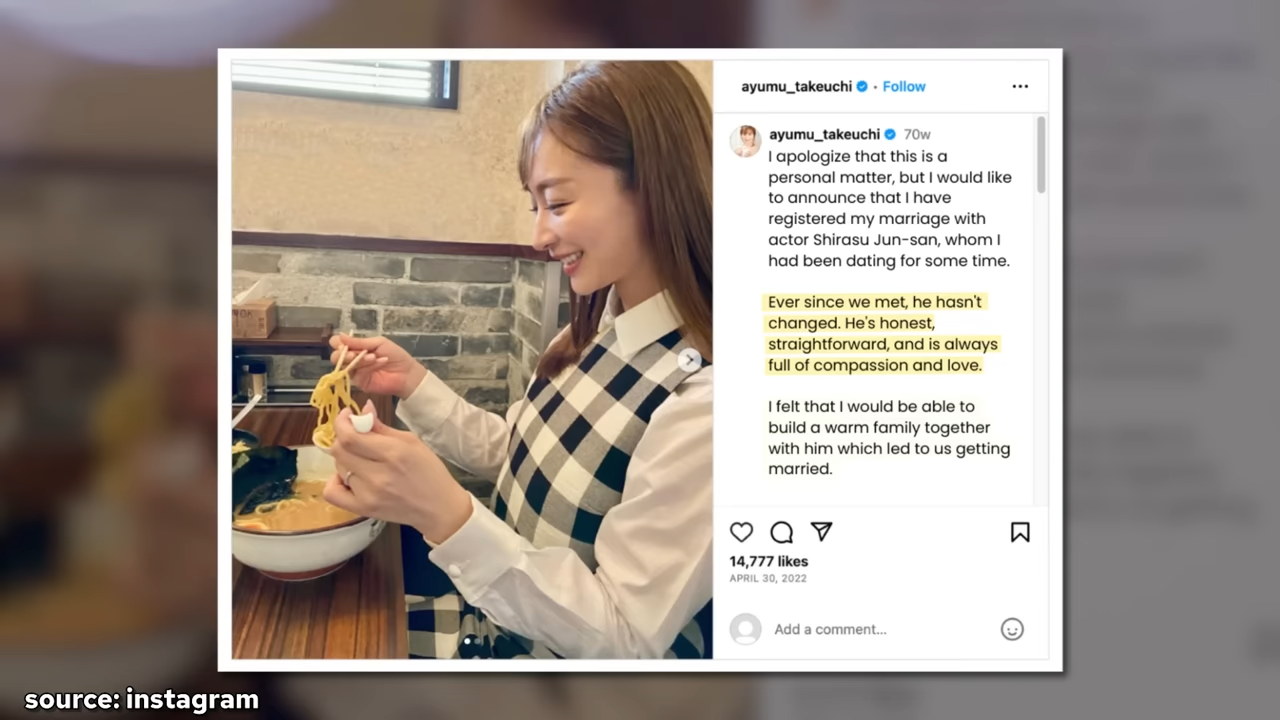 ayumu_takeuchi • Follow
ayumu_takeuchi 70w
I apologize that this is a
personal matter, but I would like
to announce that I have
registered my marriage with
actor Shirasu Jun-san, whom I
had been dating for some time.
Ever since we met, he hasn't
changed. He's honest,
straightforward, and is always
full of compassion and love.
I felt that I would be able to
build a warm family together
with him which led to us getting
married.
14,777 likes
APRIL 30, 2022
Add a comment...
source: instagram